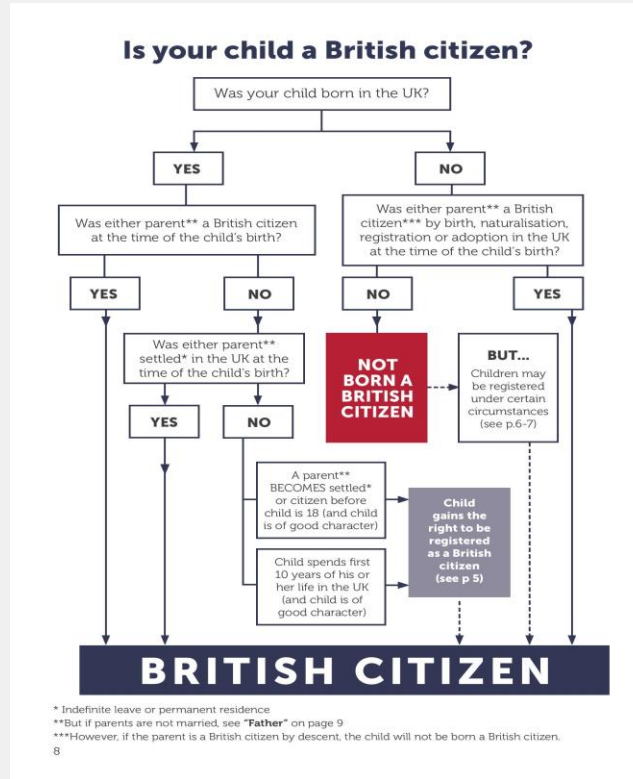 Is your child a British citizen?
Was your child born in the UK?
YES
NO
Was either parent** a British citizen
at the time of the child's birth?
Was either parent** a British
citizen*** by birth, naturalisation,
registration or adoption in the UK
at the time of the child's birth?
YES
NO
NO
YES
Was either parent**
settled* in the UK at the
time of the child's birth?
NOT
BORN A
BRITISH
CITIZEN
BUT...
Children may
be registered
under certain
circumstances
(see p.6-7)
YES
NO
A parent**
BECOMES settled*
or citizen before
child is 18 (and child
is of good character)
Child
gains the
right to be
registered
as a British
citizen
(see p 5)
Child spends first
10 years of his or
her life in the UK
(and child is of
good character)
BRITISH CITIZEN
* Indefinite leave or permanent residence
**But if parents are not married, see "Father" on page 9
***However, if the parent is a British citizen by descent, the child will not be born a British citizen.
8